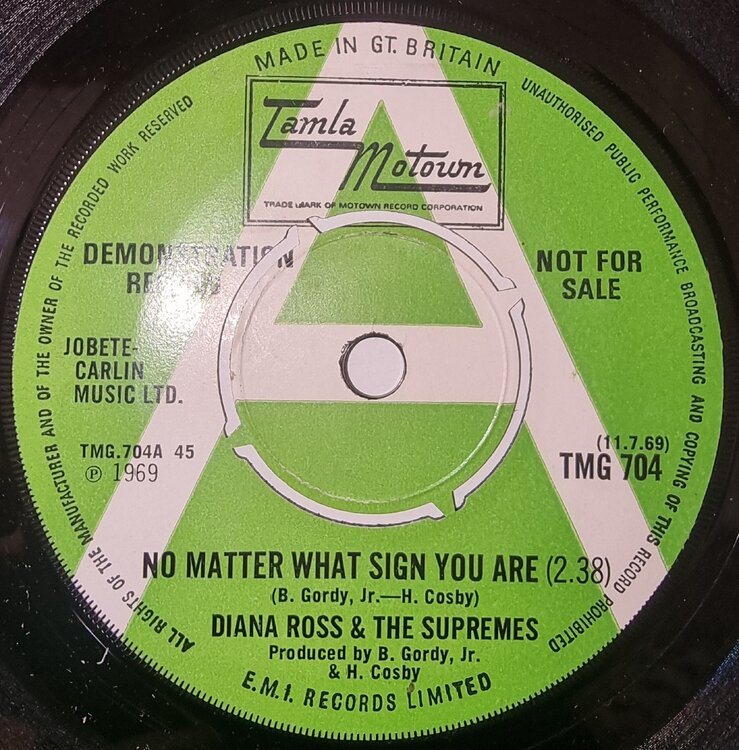 MADE IN GT. BRITAIN
Tamla
Motown
TRADE MARK OF MOTOWN RECORD CORPORATION
DEMONSTRATION
RECORD
NOT FOR
SALE
JOBETE-
CARLIN
MUSIC LTD.
TMG.704A 45
℗ 1969
(11.7.69)
TMG 704
NO MATTER WHAT SIGN YOU ARE (2.38)
(B. Gordy, Jr.—H. Cosby)
DIANA ROSS & THE SUPREMES
Produced by B. Gordy, Jr.
& H. Cosby
E.M.I. RECORDS LIMITED
ALL RIGHTS OF THE MANUFACTURER AND OF THE OWNER OF THE RECORDED WORK RESERVED
UNAUTHORISED PUBLIC PERFORMANCE BROADCASTING AND COPYING OF THIS RECORD PROHIBITED
A